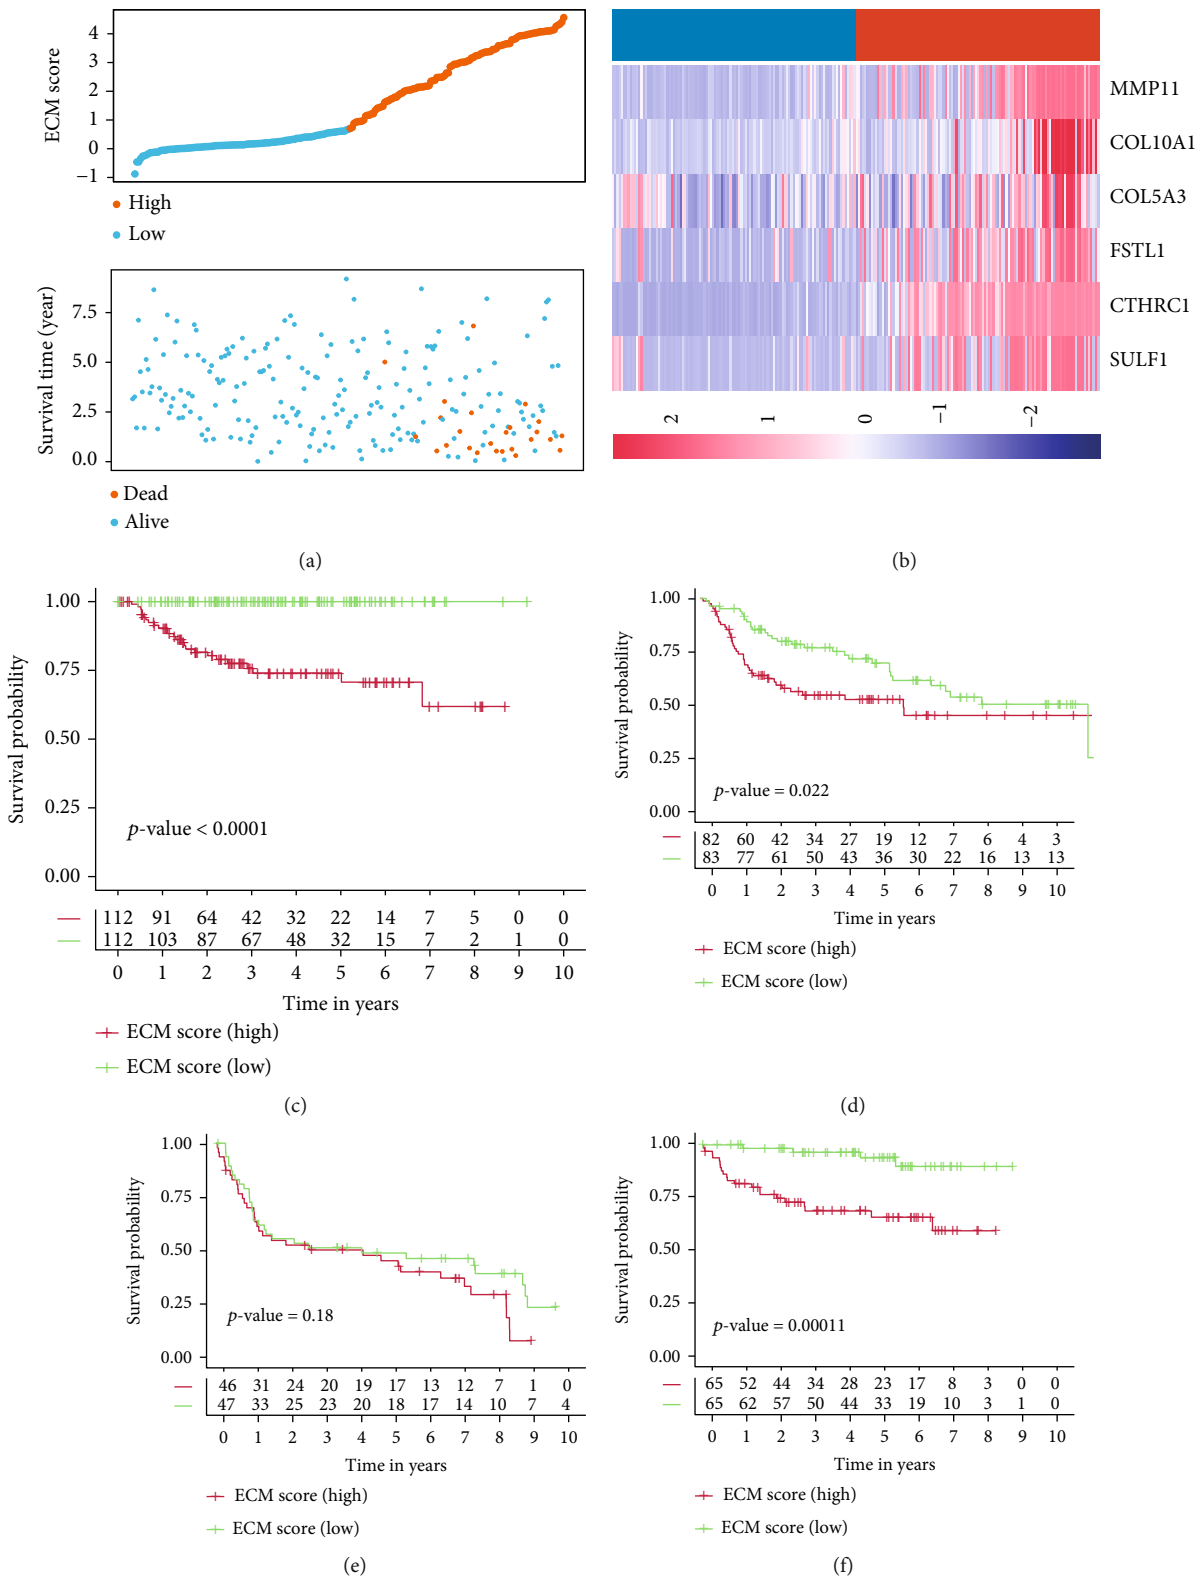 4
3
2
1
0
−1
ECM score
High
Low
7.5
5.0
2.5
0.0
Survival time (year)
Dead
Alive
(a)
MMP11
COL10A1
COL5A3
FSTL1
CTHRC1
SULF1
2 1 0 −1 −2
(b)
1.00
0.75
0.50
0.25
0.00
Survival probability
p-value < 0.0001
112 91 64 42 32 22 14 7 5 0 0
112 103 87 67 48 32 15 7 2 1 0
0 1 2 3 4 5 6 7 8 9 10
Time in years
ECM score (high)
ECM score (low)
(c)
1.00
0.75
0.50
0.25
0.00
Survival probability
p-value = 0.022
82 60 42 34 27 19 12 7 6 4 3
83 77 61 50 43 36 30 22 16 13 13
0 1 2 3 4 5 6 7 8 9 10
Time in years
ECM score (high)
ECM score (low)
(d)
1.00
0.75
0.50
0.25
0.00
Survival probability
p-value = 0.18
46 31 24 20 19 17 13 12 7 1 0
47 33 25 23 20 18 17 14 10 7 4
0 1 2 3 4 5 6 7 8 9 10
Time in years
ECM score (high)
ECM score (low)
(e)
1.00
0.75
0.50
0.25
0.00
Survival probability
p-value = 0.00011
65 52 44 34 28 23 17 8 3 0 0
65 62 57 50 44 33 19 10 3 1 0
0 1 2 3 4 5 6 7 8 9 10
Time in years
ECM score (high)
ECM score (low)
(f)